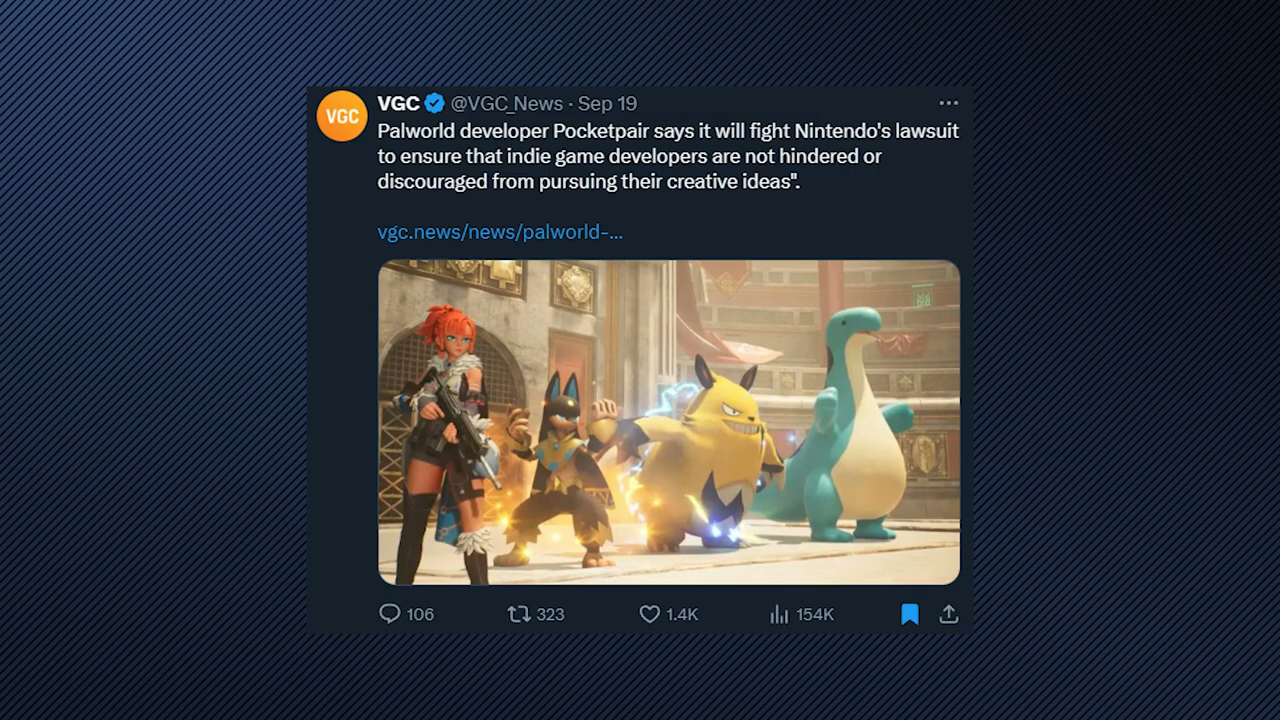 VGC
VGC @VGC_News · Sep 19
Palworld developer Pocketpair says it will fight Nintendo's lawsuit
to ensure that indie game developers are not hindered or
discouraged from pursuing their creative ideas".
vgc.news/news/palworld-...
106 323 1.4K 154K